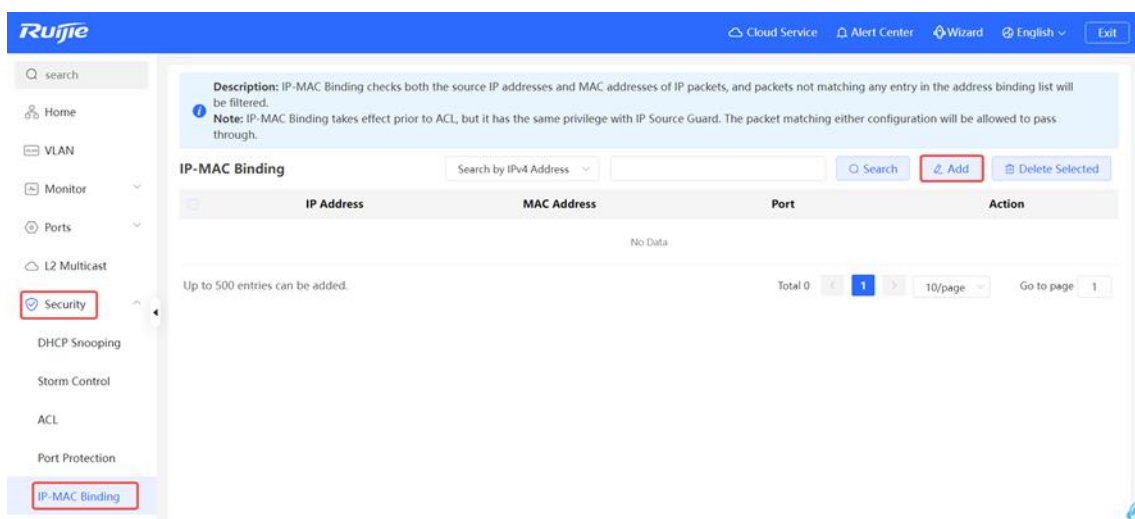 Ruijie
Cloud Service Alert Center Wizard English Exit
search
Home
VLAN
Monitor
Ports
L2 Multicast
Security
DHCP Snooping
Storm Control
ACL
Port Protection
IP-MAC Binding
Description: IP-MAC Binding checks both the source IP addresses and MAC addresses of IP packets, and packets not matching any entry in the address binding list will
be filtered.
Note: IP-MAC Binding takes effect prior to ACL, but it has the same privilege with IP Source Guard. The packet matching either configuration will be allowed to pass
through.
IP-MAC Binding Search by IPv4 Address Search Add Delete Selected
IP Address MAC Address Port Action
No Data
Up to 500 entries can be added. Total 0 1 10/page Go to page 1